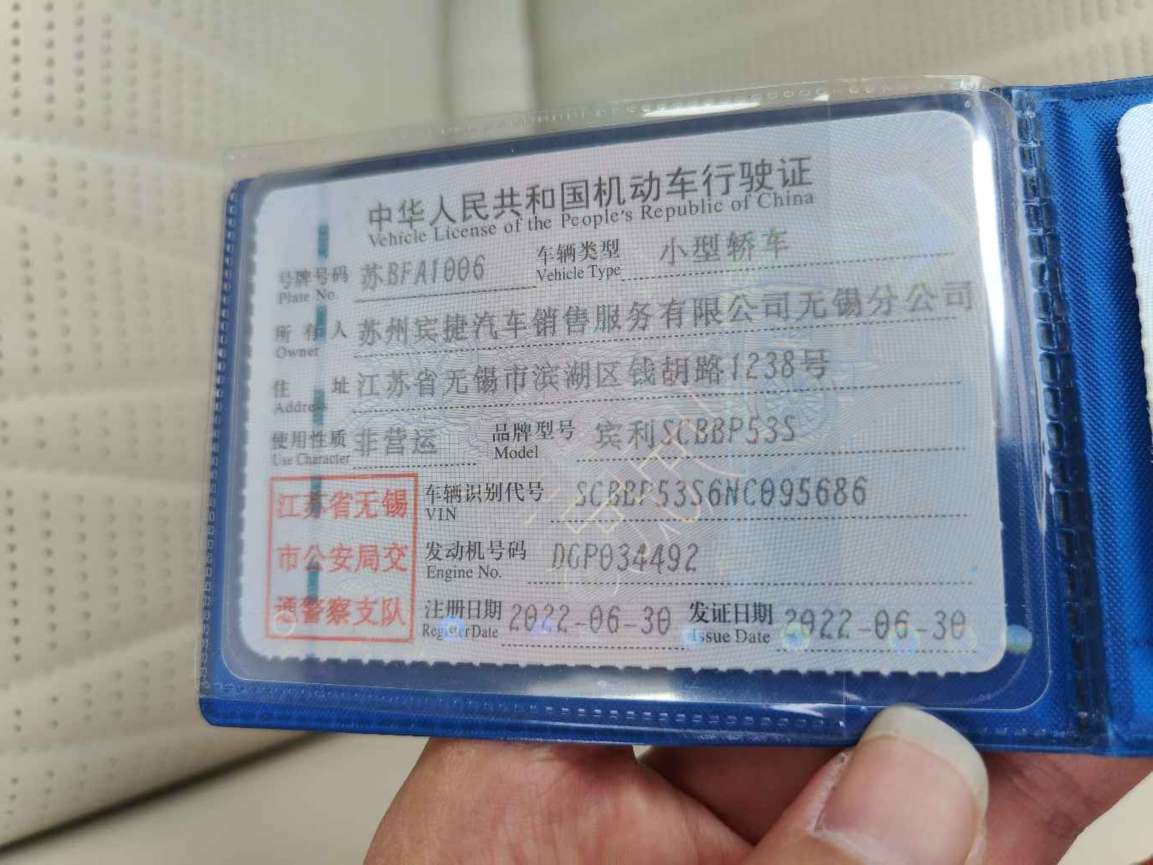 中华人民共和国机动车行驶证
Vehicle License of the People's Republic of China
号牌号码 苏BFA1006 车辆类型 小型轿车
Plate No. Vehicle Type
所有人 苏州宾捷汽车销售服务有限公司无锡分公司
Owner
住址 江苏省无锡市滨湖区钱胡路1238号
Address
使用性质 非营运 品牌型号 宾利SCBBP53S
Use Character Model
江苏省无锡
市公安局交
通警察支队
车辆识别代号 SCBBP53S6NC095686
VIN
发动机号码 DGP034492
Engine No.
注册日期 2022-06-30 发证日期 2022-06-30
Register Date Issue Date